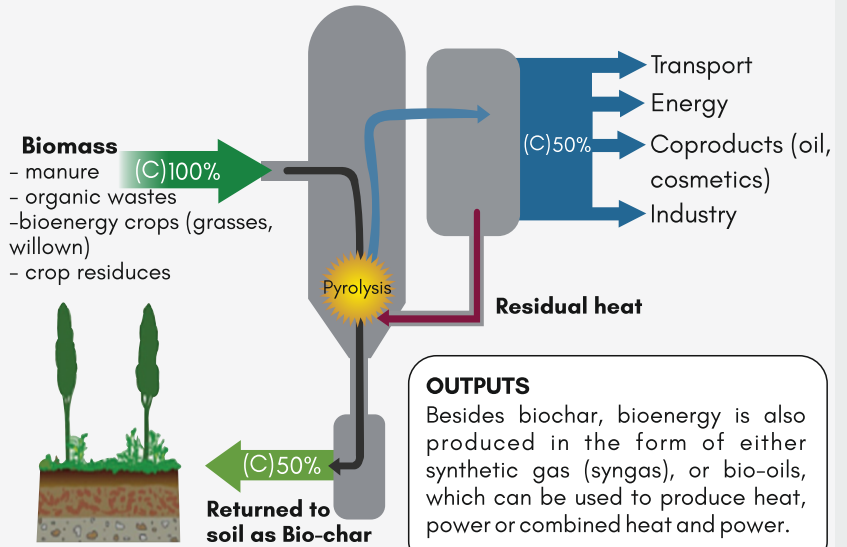 Biomass
- manure
- organic wastes
-bioenergy crops (grasses,
willown)
- crop residuces
(C)100%
Pyrolysis
(C)50%
Transport
Energy
Coproducts (oil,
cosmetics)
Industry
Residual heat
(C)50%
Returned to
soil as Bio-char
OUTPUTS
Besides biochar, bioenergy is also
produced in the form of either
synthetic gas (syngas), or bio-oils,
which can be used to produce heat,
power or combined heat and power.